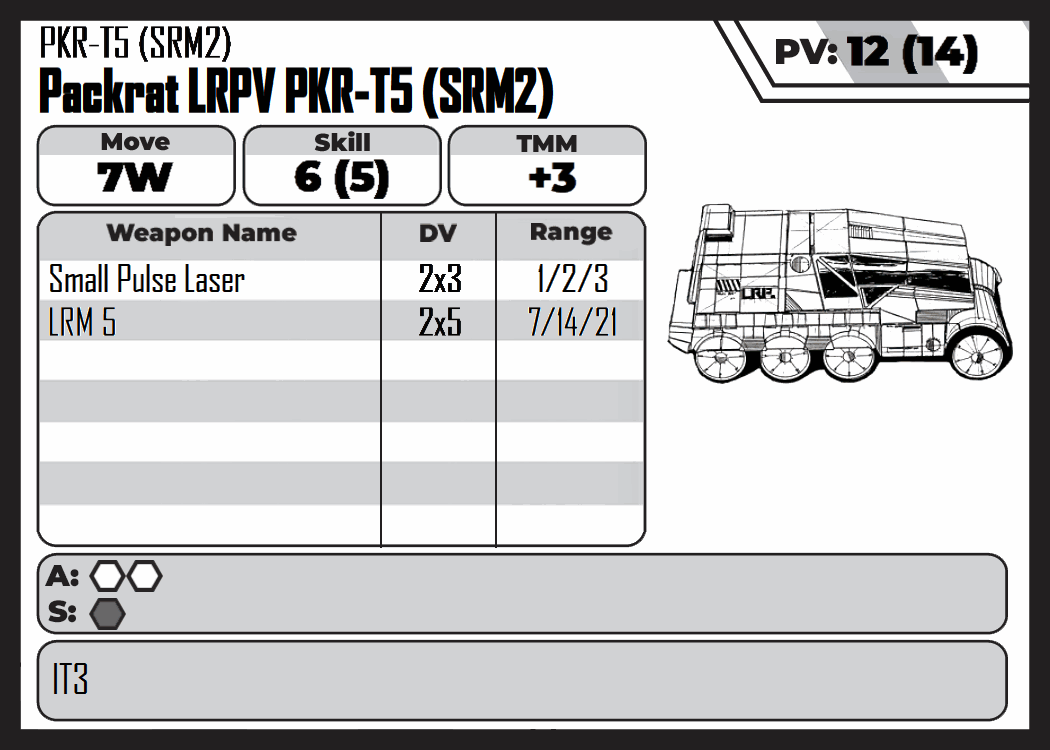 PKR-T5 (SRM2)
PV: 12 (14)
Packrat LRPV PKR-T5 (SRM2)
Move Skill TMM
7W 6 (5) +3
Weapon Name DV Range
Small Pulse Laser 2x3 1/2/3
LRM 5 2x5 7/14/21
LRP.
A:
S:
IT3